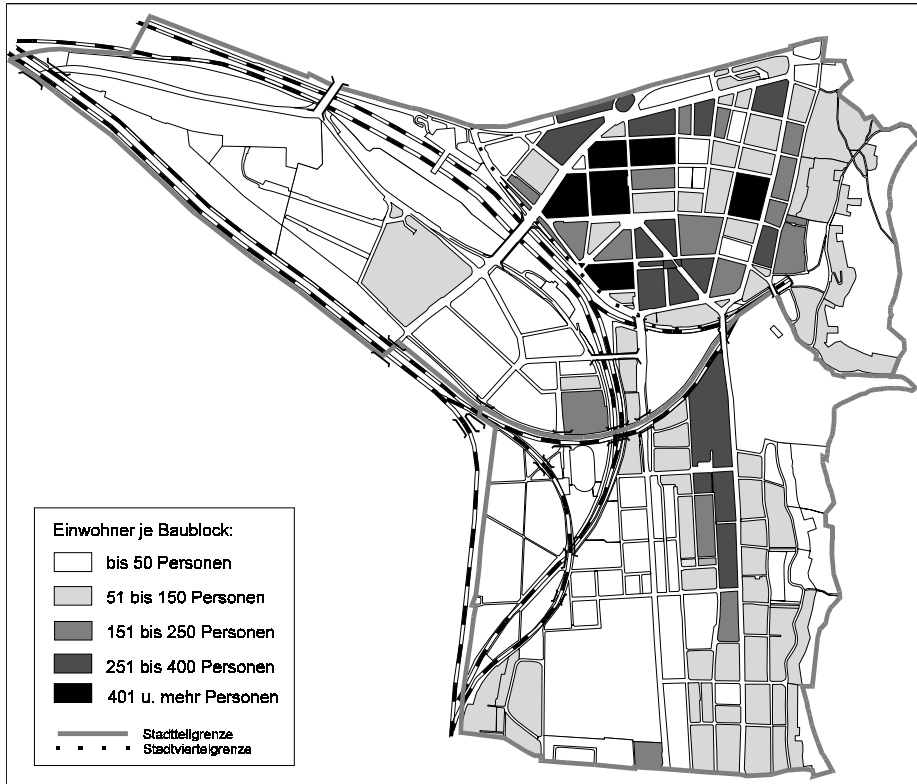 Einwohner je Baublock:
bis 50 Personen
51 bis 150 Personen
151 bis 250 Personen
251 bis 400 Personen
401 u. mehr Personen
Stadtteilgrenze
Stadtviertelgrenze